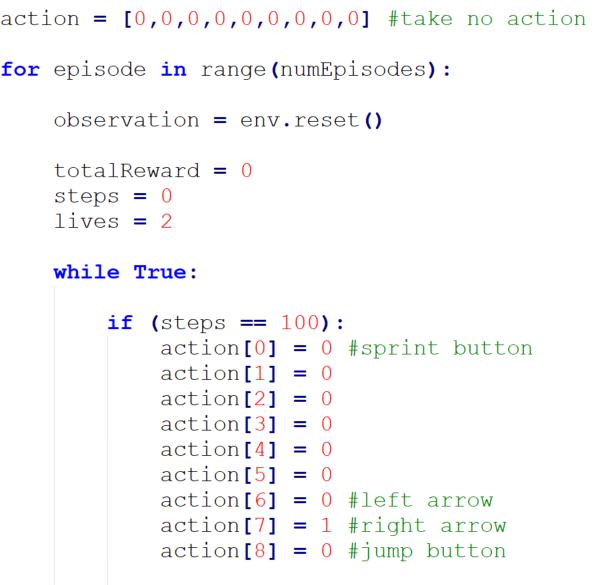 action = [0,0,0,0,0,0,0,0,0] #take no action
for episode in range(numEpisodes):
observation = env.reset()
totalReward = 0
steps = 0
lives = 2
while True:
if (steps == 100):
action[0] = 0 #sprint button
action[1] = 0
action[2] = 0
action[3] = 0
action[4] = 0
action[5] = 0
action[6] = 0 #left arrow
action[7] = 1 #right arrow
action[8] = 0 #jump button